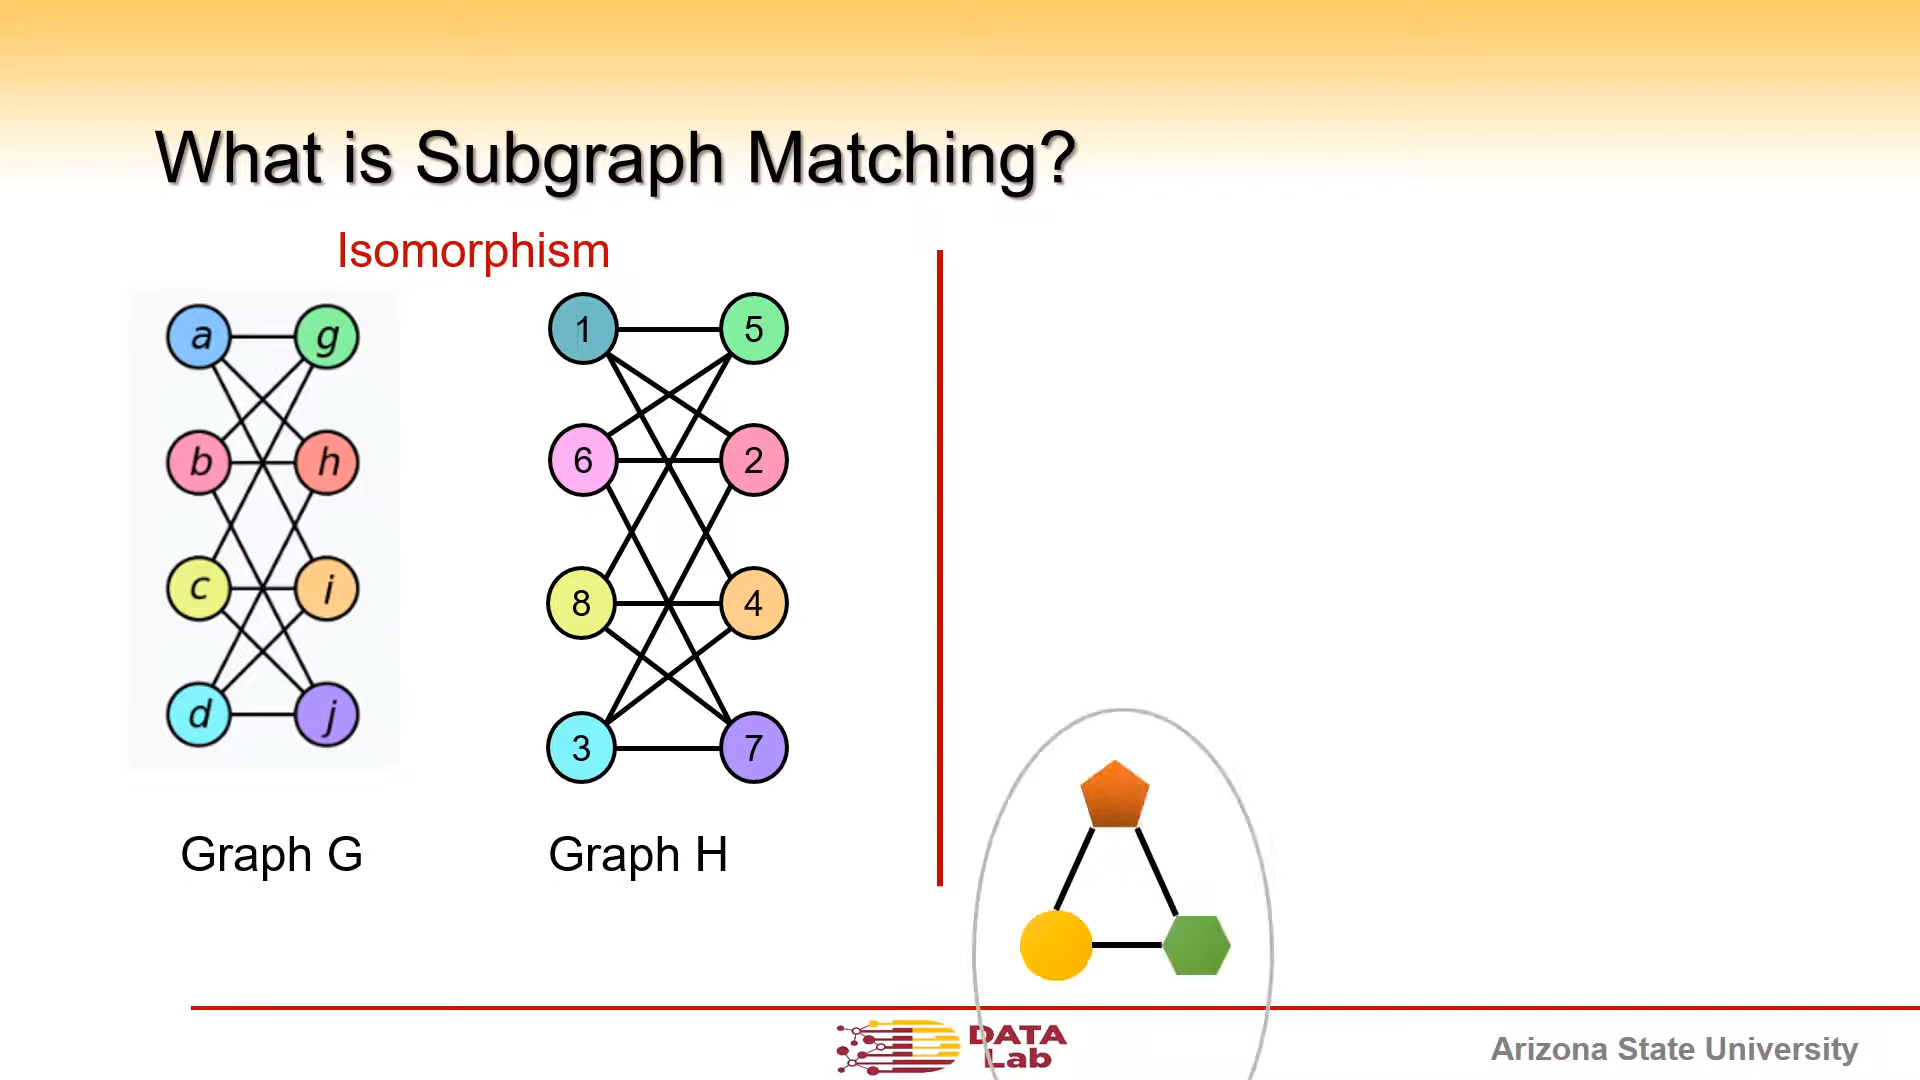 What is Subgraph Matching?
Isomorphism
a g
b h
c i
d j
1 5
6 2
8 4
3 7
Graph G Graph H
DATA
Lab
Arizona State University